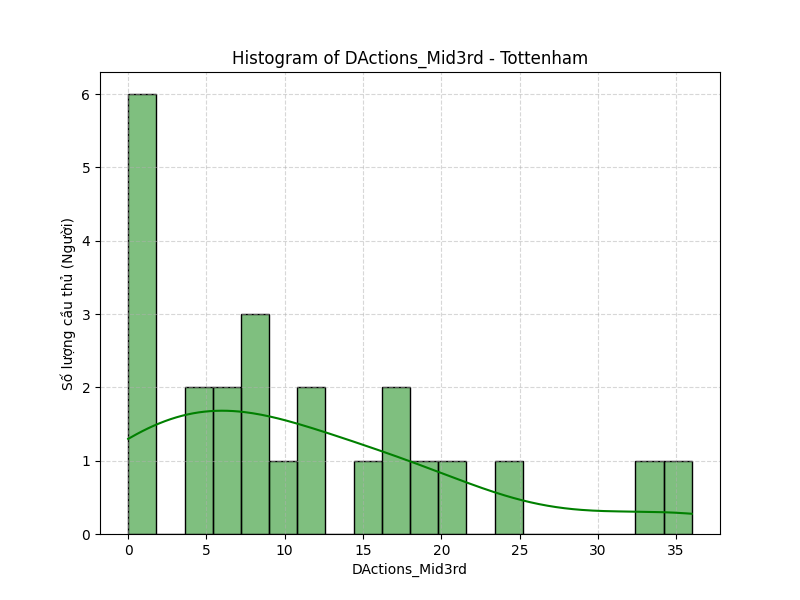 Histogram of DActions_Mid3rd - Tottenham
Số lượng cầu thủ (Người)
6
5
4
3
2
1
0
0 5 10 15 20 25 30 35
DActions_Mid3rd